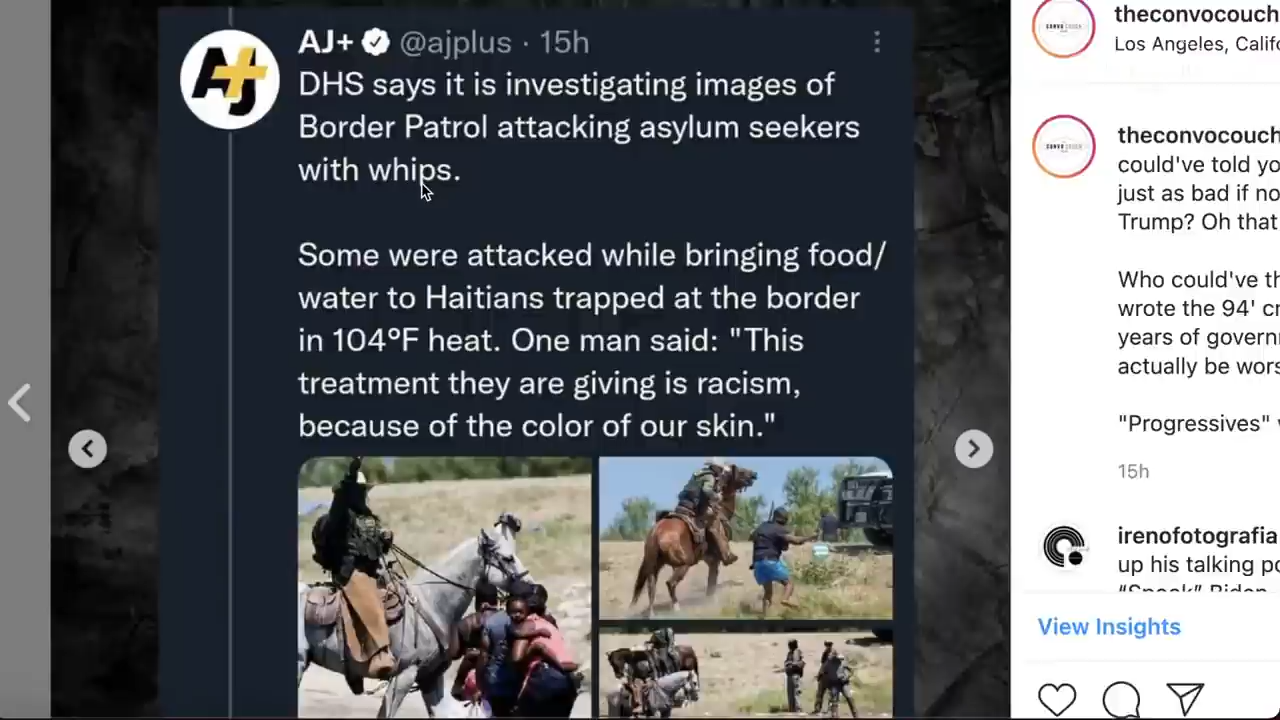 AJ+ @ajplus · 15h
DHS says it is investigating images of
Border Patrol attacking asylum seekers
with whips.
Some were attacked while bringing food/
water to Haitians trapped at the border
in 104°F heat. One man said: "This
treatment they are giving is racism,
because of the color of our skin."
theconvocouch
Los Angeles, Calif
theconvocouch
could've told yo
just as bad if no
Trump? Oh that
Who could've th
wrote the 94' cr
years of govern
actually be wors
"Progressives"
15h
irenofotografia
up his talking po
View Insights